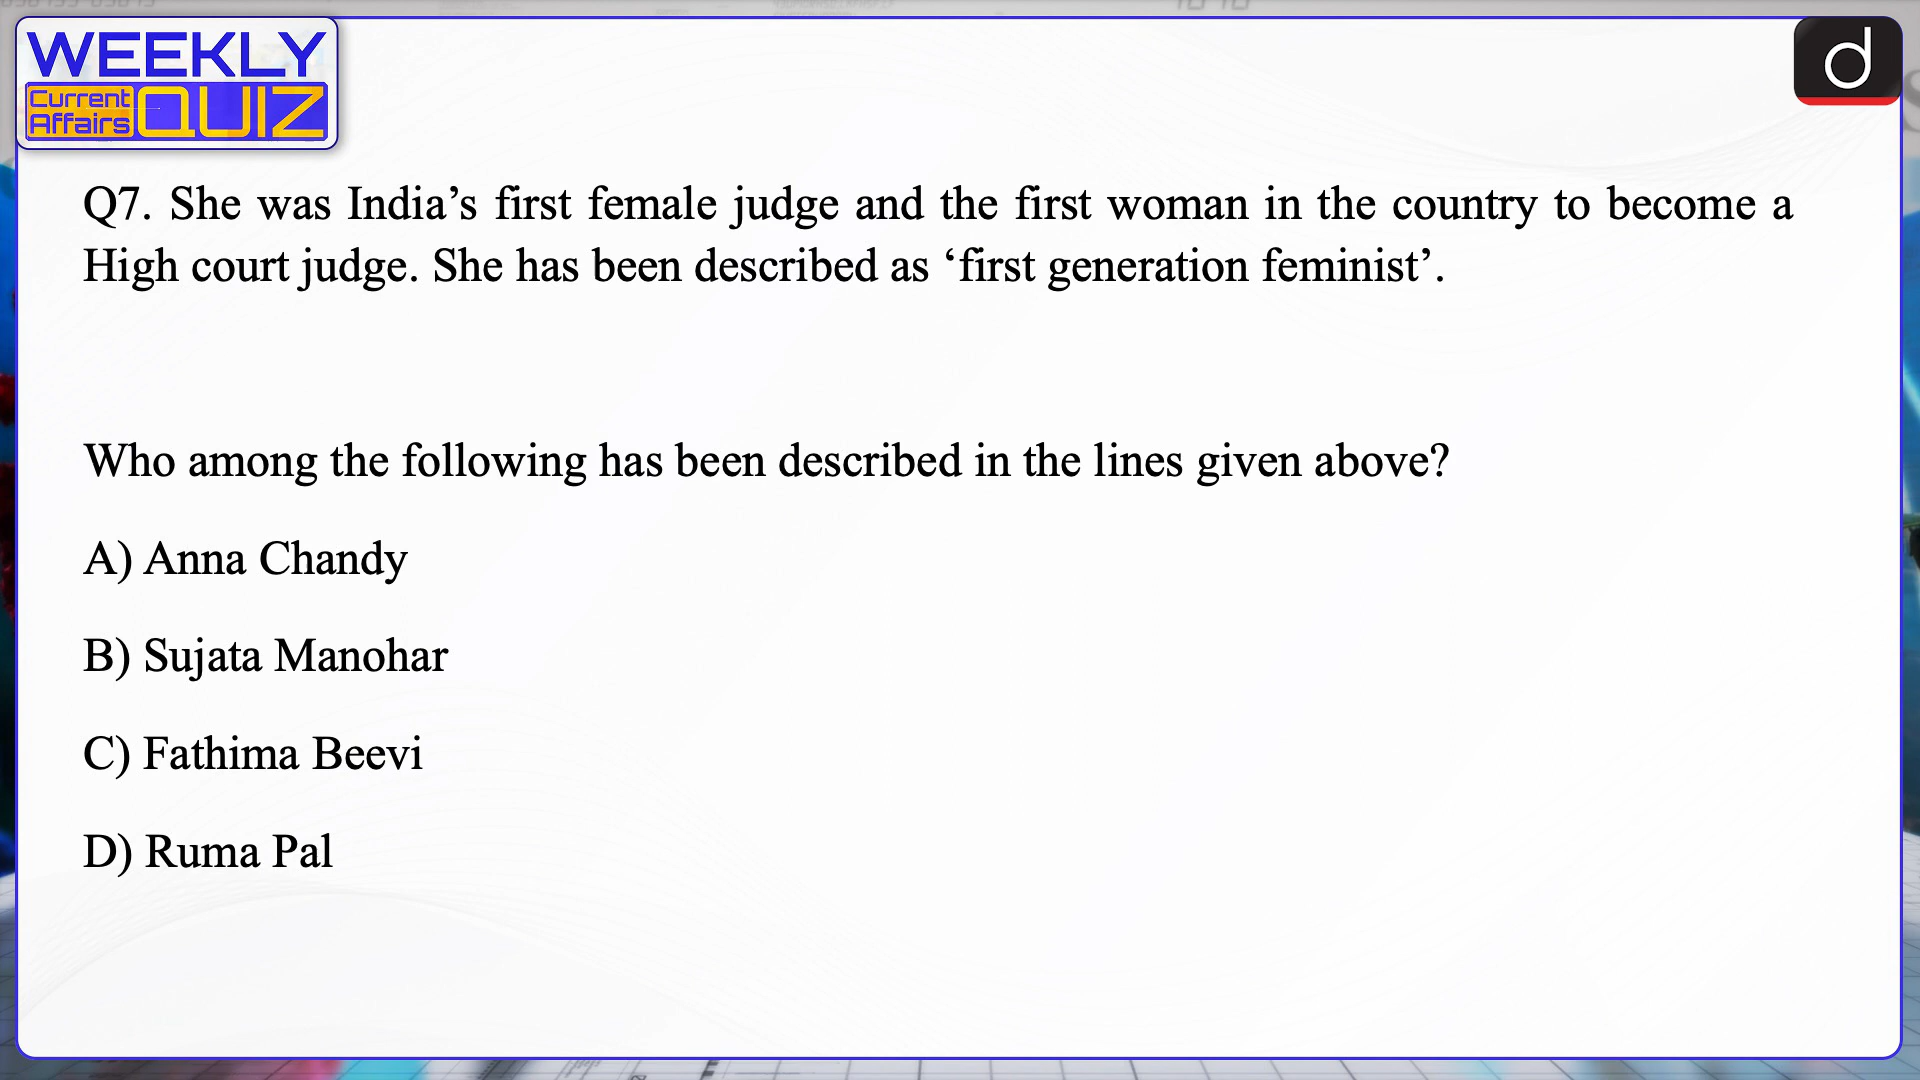 WEEKLY
Current
Affairs
QUIZ
d
Q7. She was India’s first female judge and the first woman in the country to become a
High court judge. She has been described as ‘first generation feminist’.
Who among the following has been described in the lines given above?
A) Anna Chandy
B) Sujata Manohar
C) Fathima Beevi
D) Ruma Pal